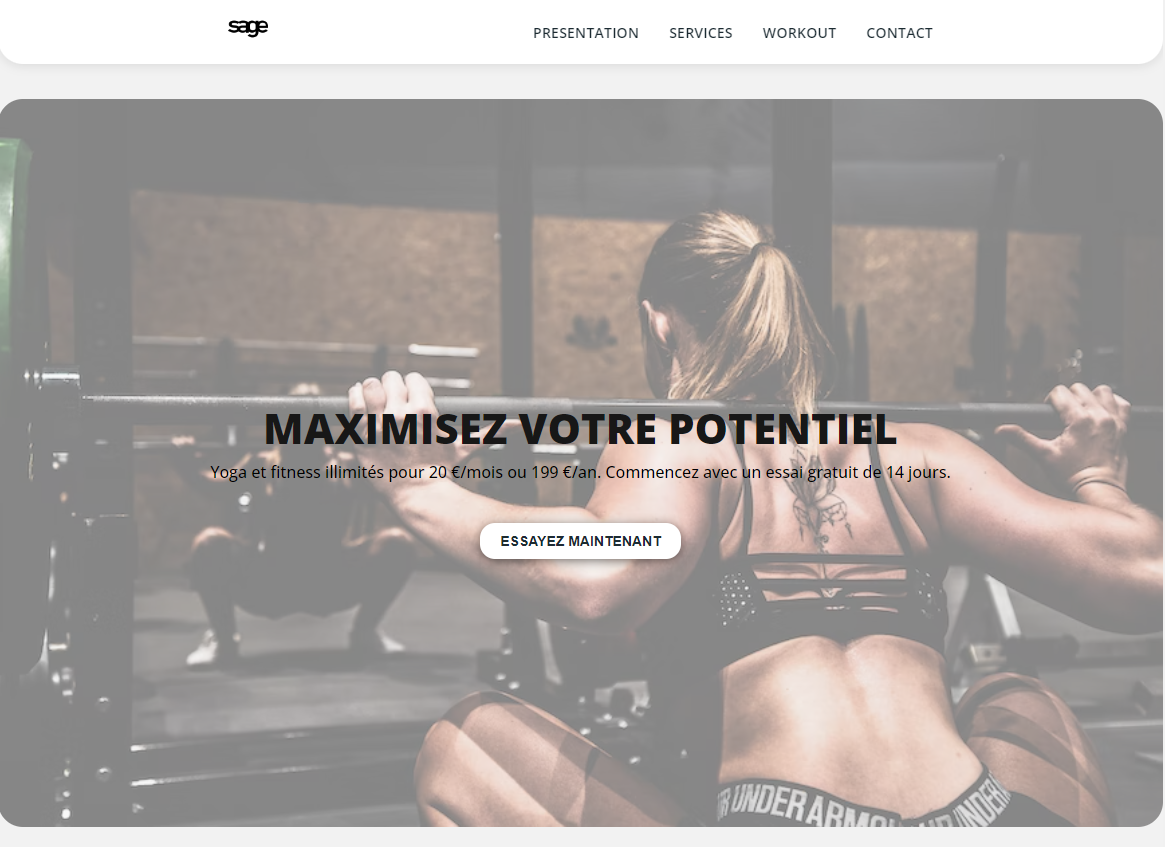 sage
PRESENTATION SERVICES WORKOUT CONTACT
MAXIMISEZ VOTRE POTENTIEL
Yoga et fitness illimités pour 20 €/mois ou 199 €/an. Commencez avec un essai gratuit de 14 jours.
ESSAYEZ MAINTENANT
UNDER ARMOUR UNDER